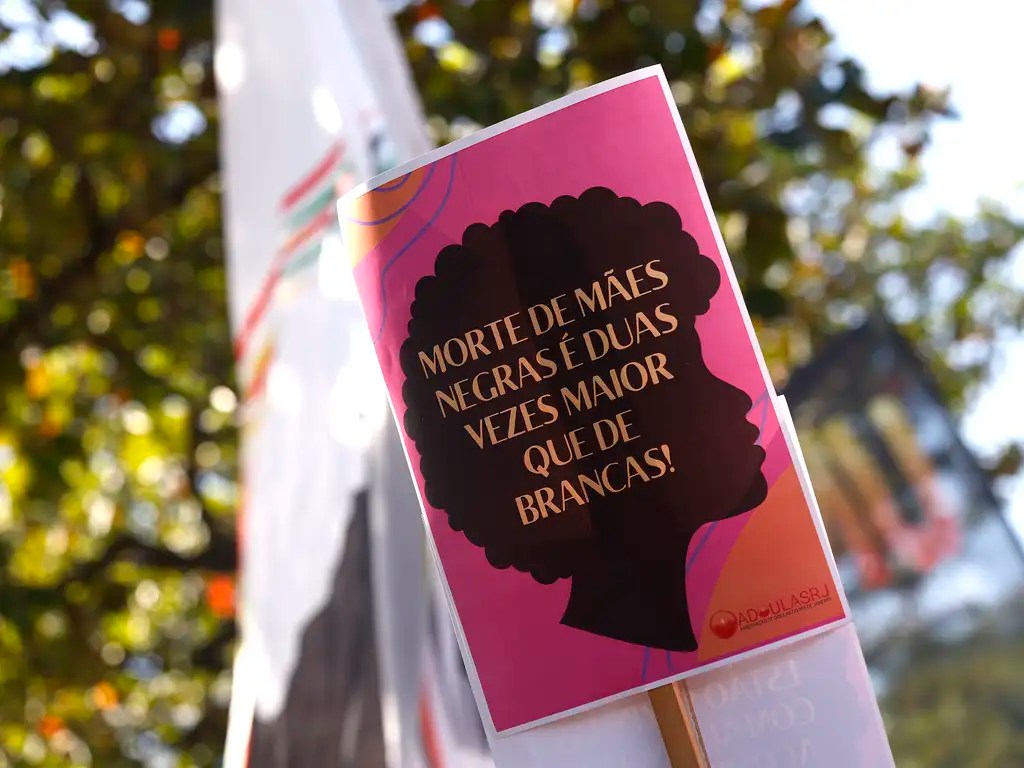 MORTE DE MÃES
NEGRAS É DUAS
VEZES MAIOR
QUE DE
BRANCAS!
ADOULASRJ